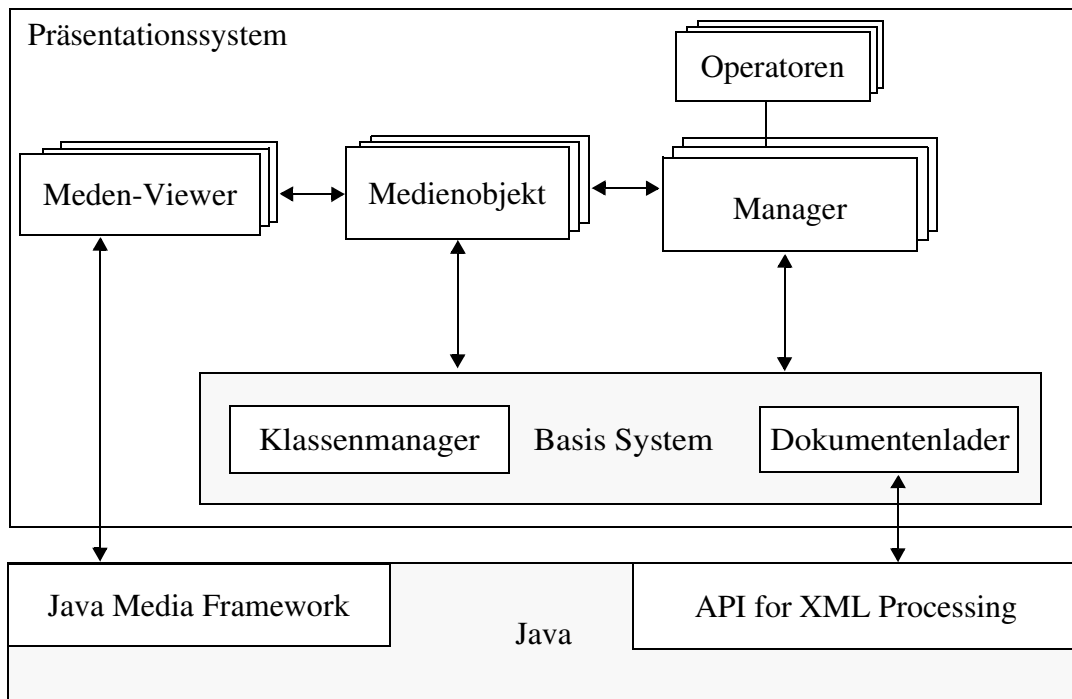 Präsentationssystem
Operatoren
Meden-Viewer
Medienobjekt
Manager
Klassenmanager
Basis System
Dokumentenlader
Java Media Framework
Java
API for XML Processing